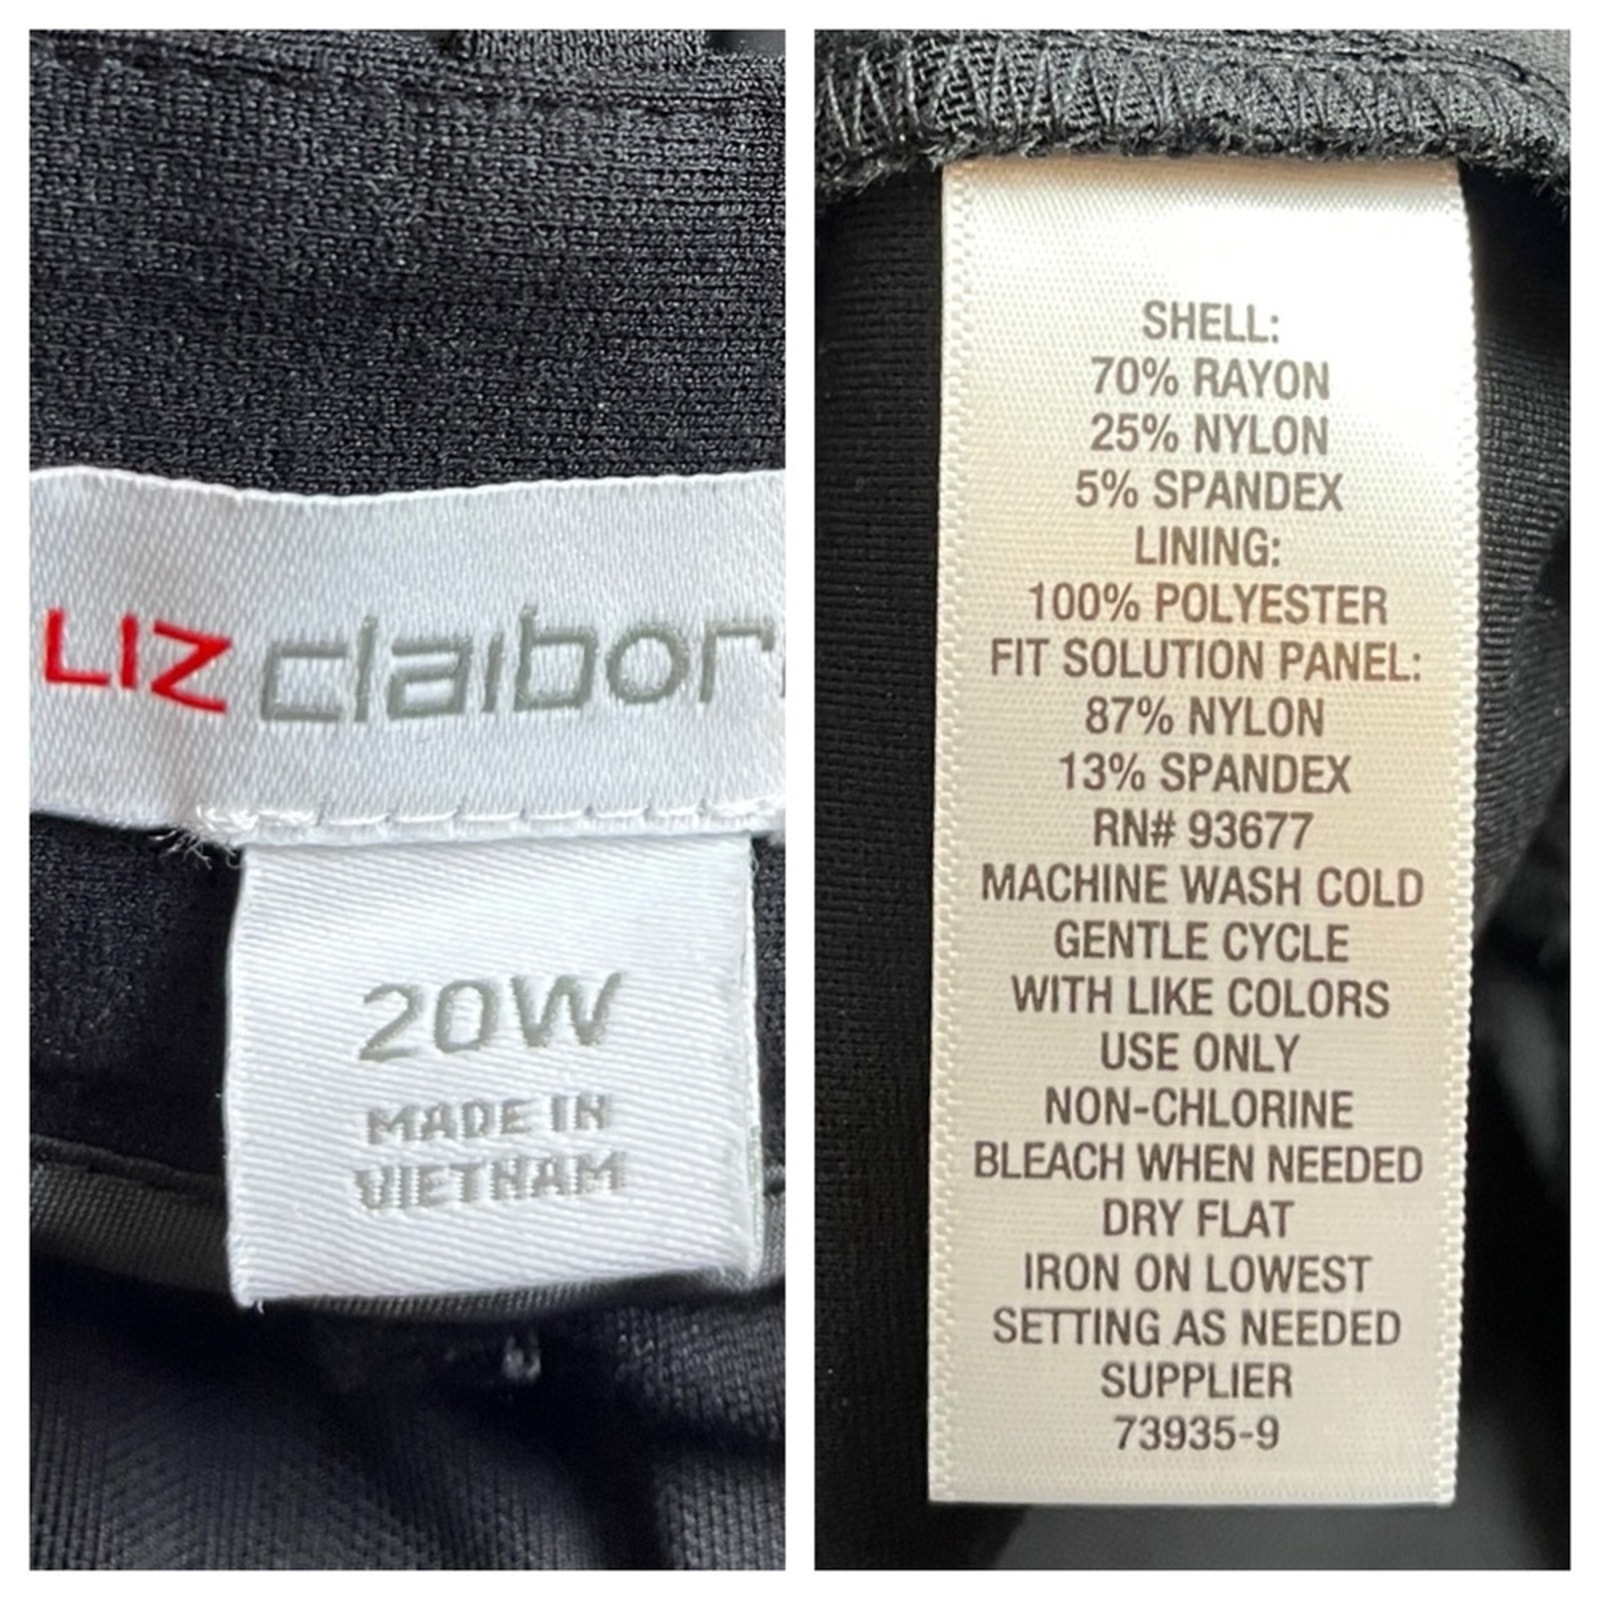 LIZ claibor
20W
MADE IN
VIETNAM
SHELL:
70% RAYON
25% NYLON
5% SPANDEX
LINING:
100% POLYESTER
FIT SOLUTION PANEL:
87% NYLON
13% SPANDEX
RN# 93677
MACHINE WASH COLD
GENTLE CYCLE
WITH LIKE COLORS
USE ONLY
NON-CHLORINE
BLEACH WHEN NEEDED
DRY FLAT
IRON ON LOWEST
SETTING AS NEEDED
SUPPLIER
73935-9